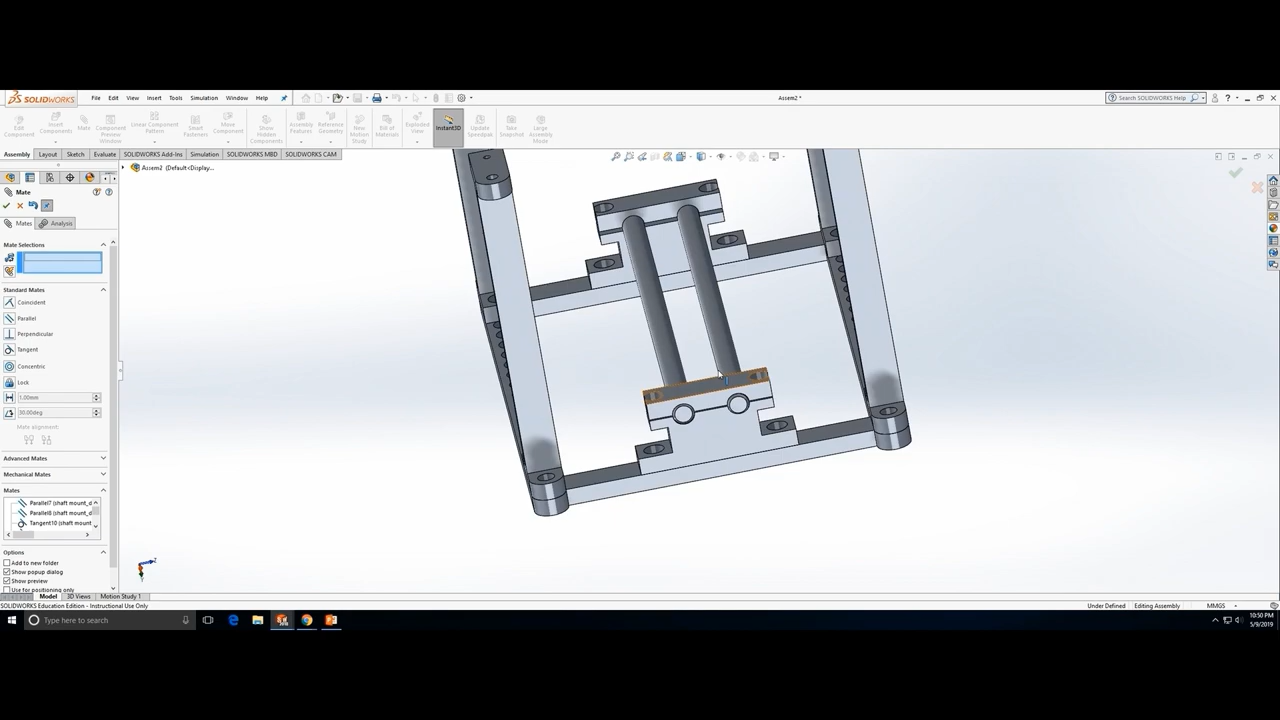 SOLIDWORKS File Edit View Insert Tools Simulation Window Help Assem2 * Search SOLIDWORKS Help
Edit Component
Insert Components
Mate
Component Preview Window
Linear Component Pattern
Smart Fasteners
Move Component
Show Hidden Components
Assembly Features
Reference Geometry
New Motion Study
Bill of Materials
Exploded View
Instant3D
Update Speedpak
Take Snapshot
Large Assembly Mode
Assembly Layout Sketch Evaluate SOLIDWORKS Add-Ins Simulation SOLIDWORKS MBD SOLIDWORKS CAM
Assem2 (Default<Display...
Mate
Mates Analysis
Mate Selections
Standard Mates
Coincident
Parallel
Perpendicular
Tangent
Concentric
Lock
1.00mm
30.00deg
Mate alignment:
Advanced Mates
Mechanical Mates
Mates
Parallel7 (shaft mount_d
Parallel8 (shaft mount_d
Tangent10 (shaft mount
Options
Add to new folder
Show popup dialog
Show preview
Use for positioning only
Model 3D Views Motion Study 1
SOLIDWORKS Education Edition - Instructional Use Only Under Defined Editing Assembly MMGS
Type here to search
10:50 PM
5/9/2019